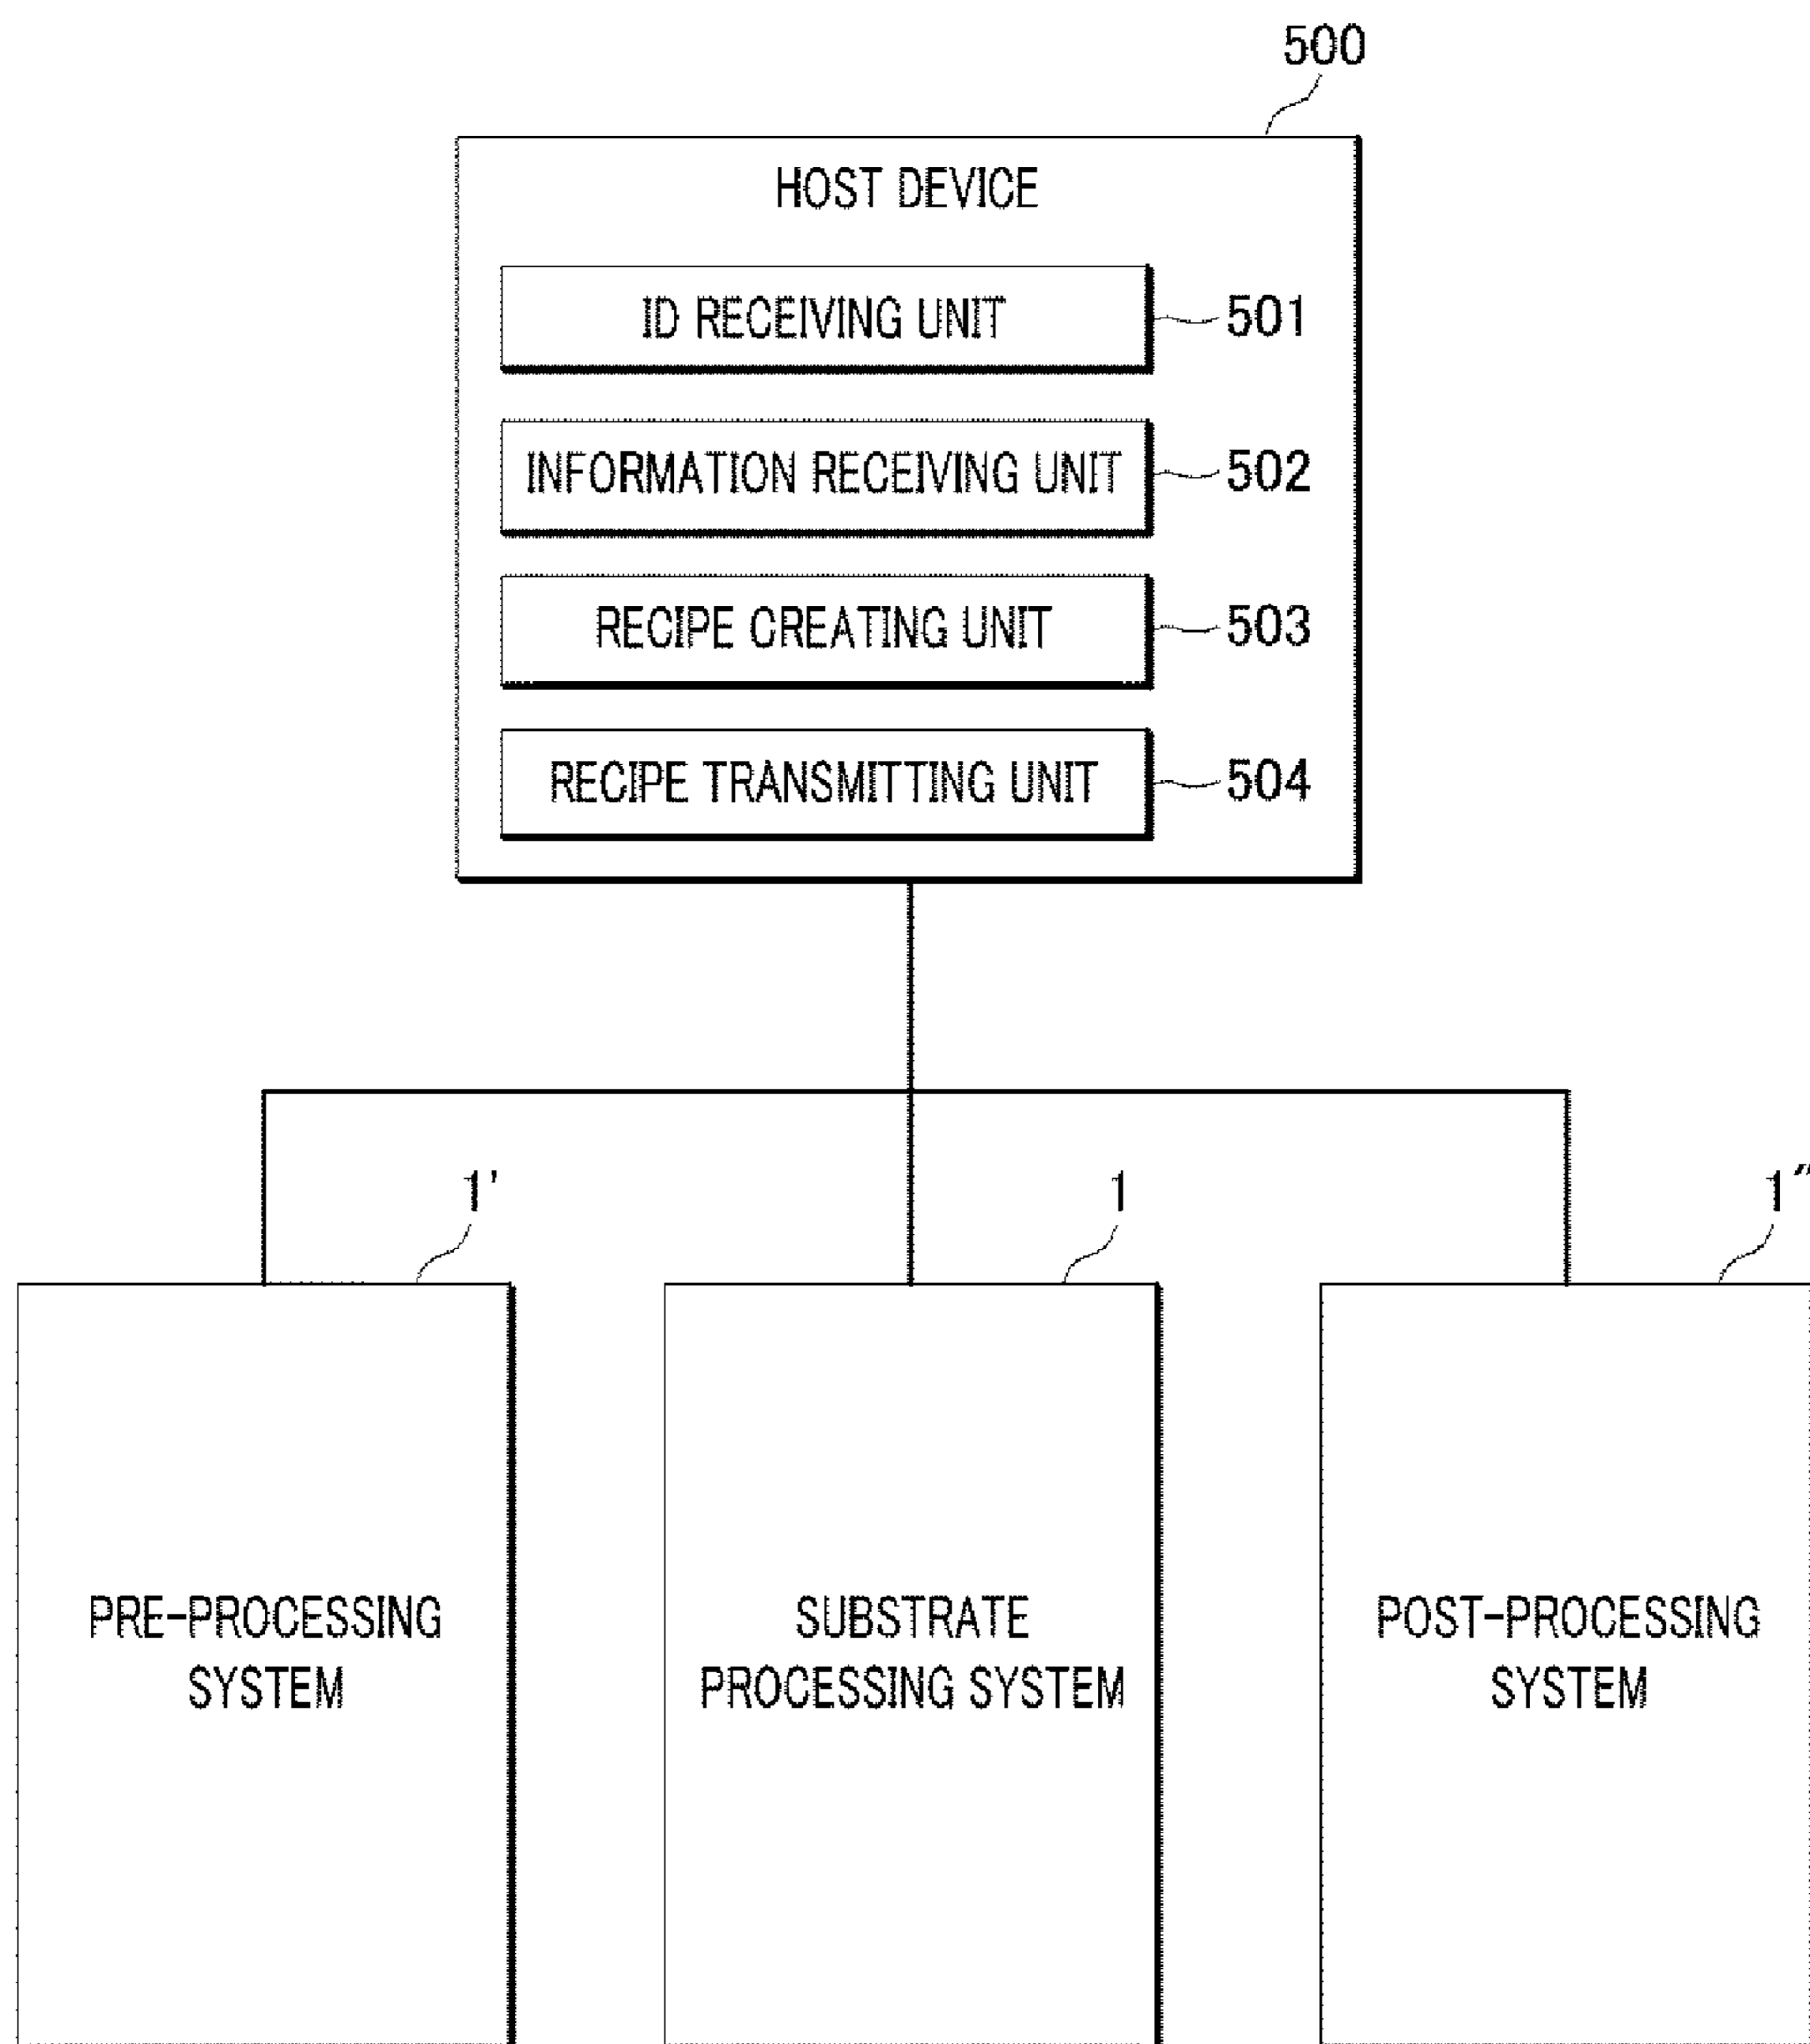 500
HOST DEVICE
ID RECEIVING UNIT
501
INFORMATION RECEIVING UNIT
502
RECIPE CREATING UNIT
503
RECIPE TRANSMITTING UNIT
504
1'
1
1"
PRE-PROCESSING
SYSTEM
SUBSTRATE
PROCESSING SYSTEM
POST-PROCESSING
SYSTEM